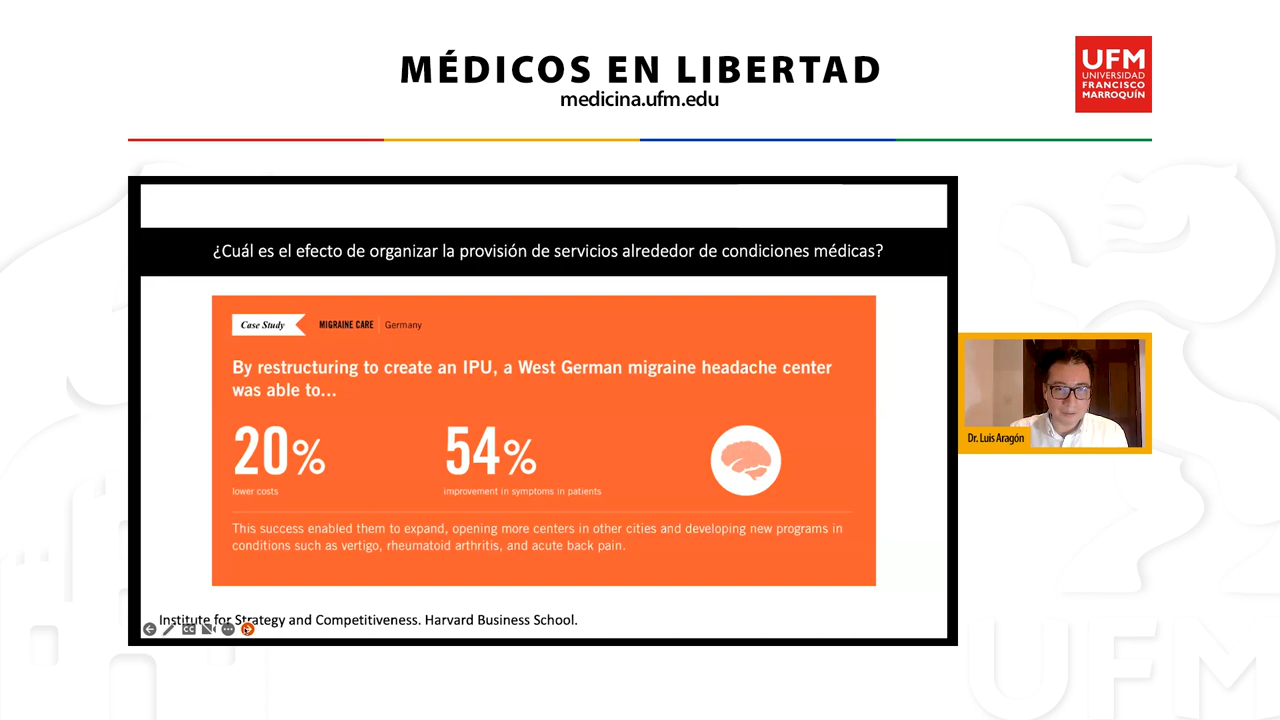 MÉDICOS EN LIBERTAD
medicina.ufm.edu
UFM
UNIVERSIDAD
FRANCISCO
MARROQUÍN
¿Cuál es el efecto de organizar la provisión de servicios alrededor de condiciones médicas?
Case Study
MIGRAINE CARE | Germany
By restructuring to create an IPU, a West German migraine headache center
was able to...
20% 54%
lower costs improvement in symptoms in patients
This success enabled them to expand, opening more centers in other cities and developing new programs in
conditions such as vertigo, rheumatoid arthritis, and acute back pain.
Institute for Strategy and Competitiveness. Harvard Business School.
CC
Dr. Luis Aragón
UFM